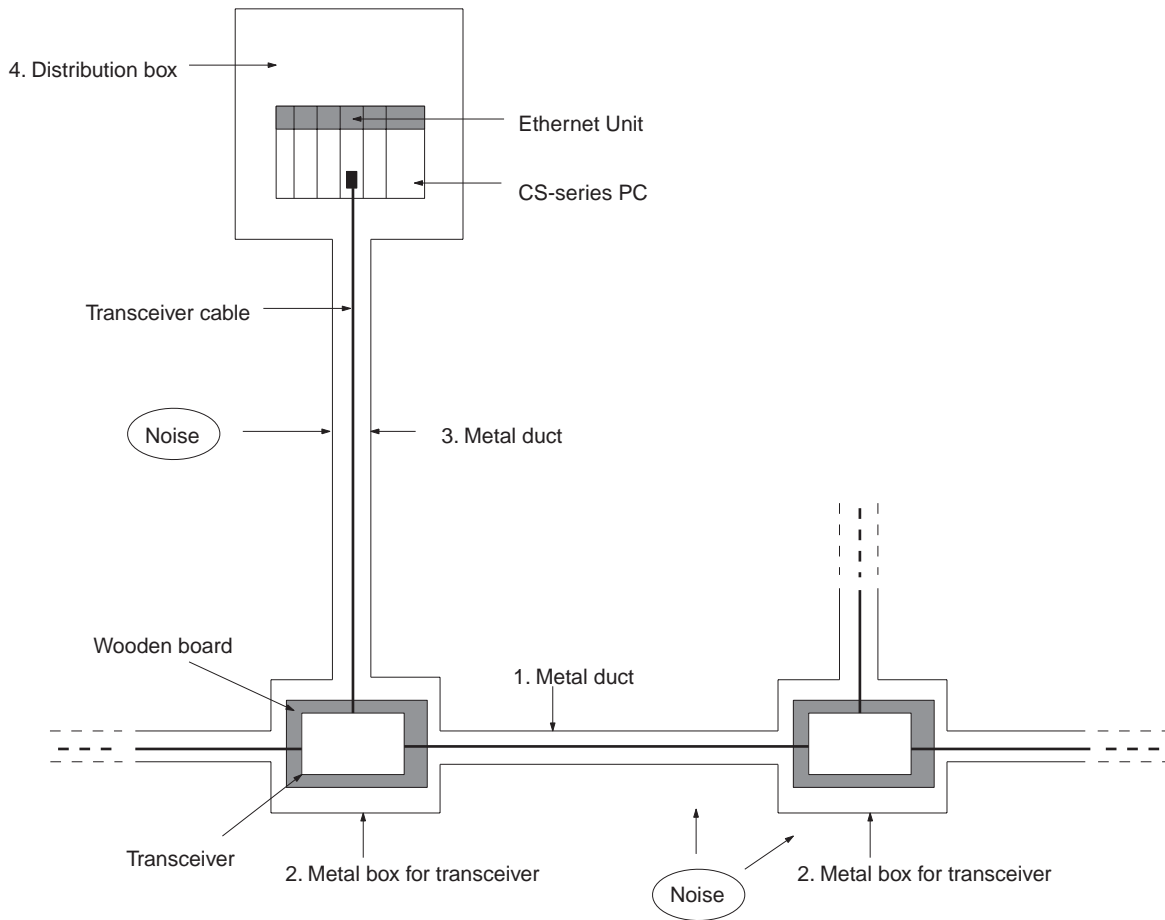 4. Distribution box
Ethernet Unit
CS-series PC
Transceiver cable
Noise
3. Metal duct
Wooden board
1. Metal duct
Transceiver
2. Metal box for transceiver
Noise
2. Metal box for transceiver